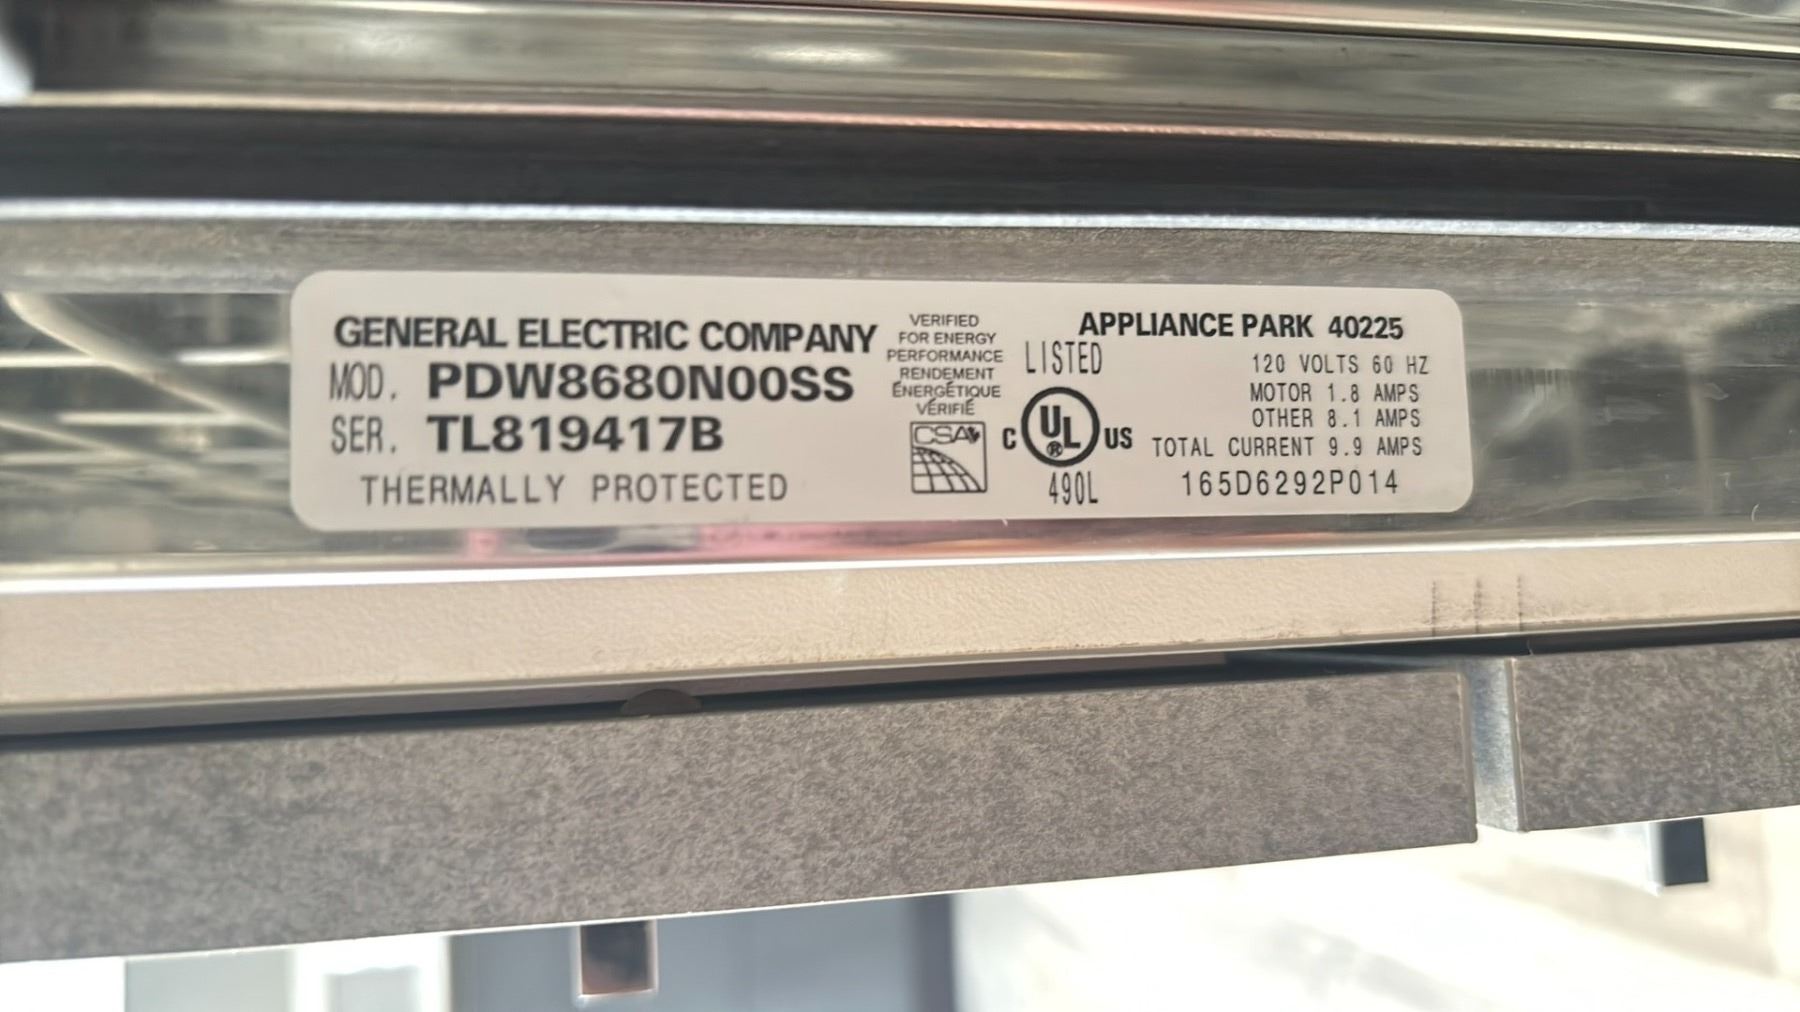 GENERAL ELECTRIC COMPANY
MOD. PDW8680N00SS
SER. TL819417B
THERMALLY PROTECTED
VERIFIED
FOR ENERGY
PERFORMANCE
RENDEMENT
ÉNERGÉTIQUE
VÉRIFIÉ
CSA
LISTED
C UL ® US
490L
APPLIANCE PARK 40225
120 VOLTS 60 HZ
MOTOR 1.8 AMPS
OTHER 8.1 AMPS
TOTAL CURRENT 9.9 AMPS
165D6292P014